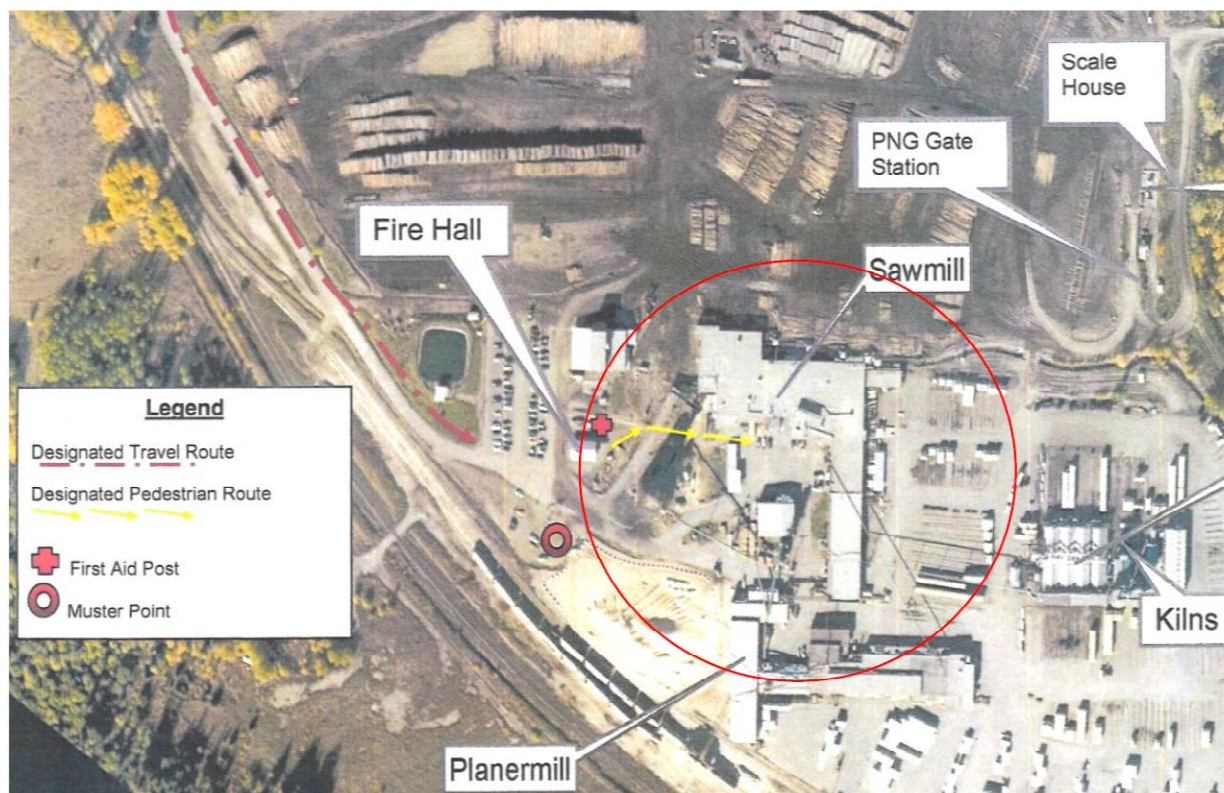 Scale
House
PNG Gate
Station
Fire Hall
Sawmill
Legend
Designated Travel Route
Designated Pedestrian Route
First Aid Post
Muster Point
Kilns
Planermill